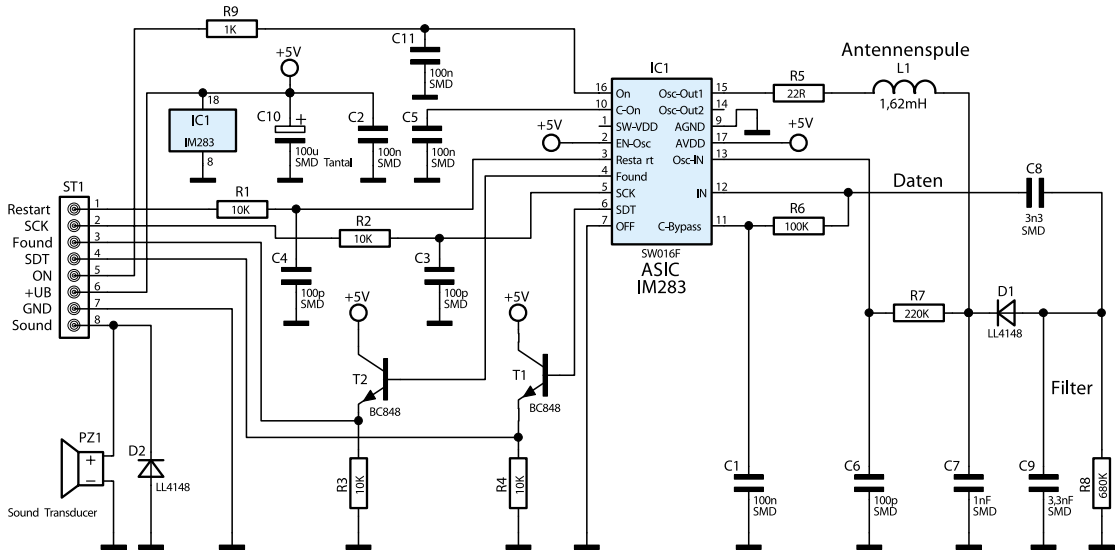 R9
1K
C11
100n
SMD
+5V
18
IC1
IM283
8
C10
+
100u
SMD Tantal
C2
100n
SMD
C5
100n
SMD
+5V
IC1
16 On
10 C-On
1 SW-VDD
2 EN-Osc
3 Resta rt
4 Found
5 SCK
6 SDT
7 OFF
Osc-Out1 15
Osc-Out2 14
AGND 9
AVDD 17
Osc-IN 13
IN 12
C-Bypass 11
SW016F
ASIC
IM283
Antennenspule
R5
22R
L1
1,62mH
+5V
Daten
C8
3n3
SMD
R6
100K
ST1
Restart 1
SCK 2
Found 3
SDT 4
ON 5
+UB 6
GND 7
Sound 8
R1
10K
R2
10K
C4
100p
SMD
C3
100p
SMD
+5V
+5V
T2
BC848
T1
BC848
R7
220K
D1
LL4148
Filter
PZ1
+
−
Sound Transducer
D2
LL4148
R3
10K
R4
10K
C1
100n
SMD
C6
100p
SMD
C7
1nF
SMD
C9
3,3nF
SMD
R8
680K